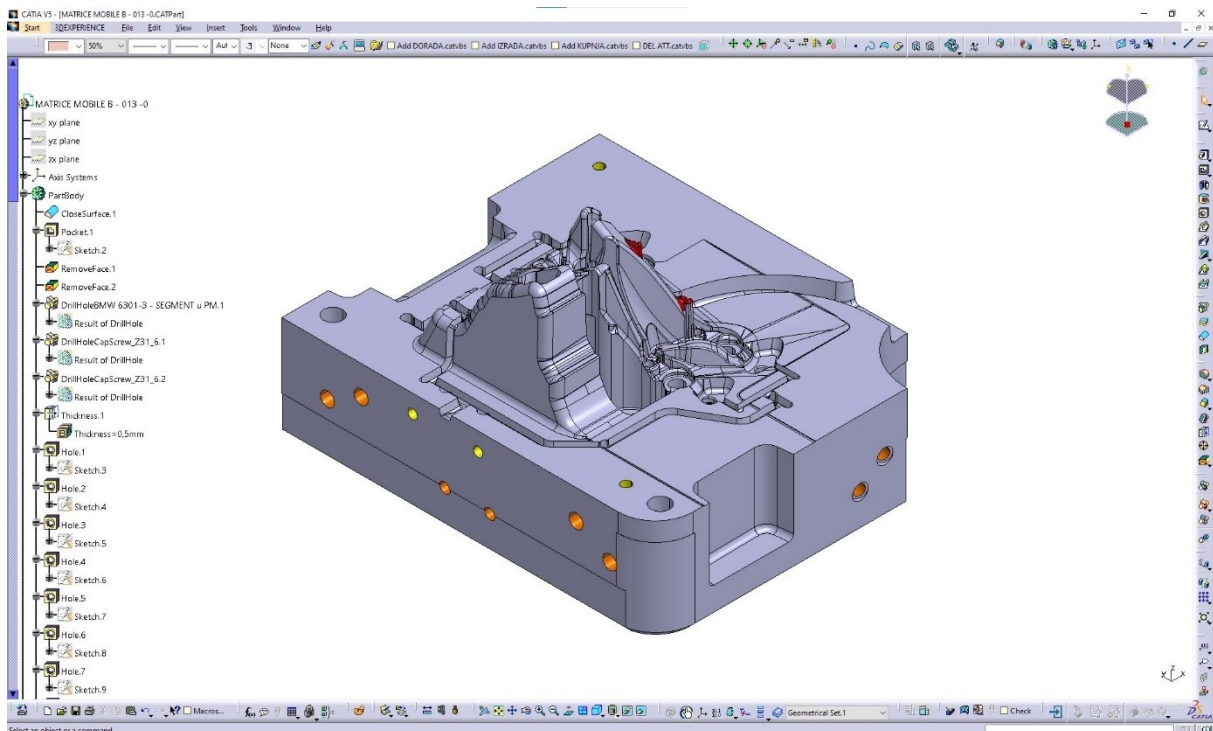 CATIA V5 - [MATRICE MOBILE B - 013 -0.CATPart]
Start 3DEXPERIENCE File Edit View Insert Tools Window Help
50% Aut None Add DORADA.catvbs Add IZRADA.catvbs Add KUPNJA.catvbs DEL ATT.catvbs
MATRICE MOBILE B - 013 -0
xy plane
yz plane
zx plane
Axis Systems
PartBody
CloseSurface.1
Pocket.1
Sketch.2
RemoveFace.1
RemoveFace.2
DrillHoleBMW 6301-3 - SEGMENT u PM.1
Result of DrillHole
DrillHoleCapScrew_Z31_6.1
Result of DrillHole
DrillHoleCapScrew_Z31_6.2
Result of DrillHole
Thickness.1
Thickness=0,5mm
Hole.1
Sketch.3
Hole.2
Sketch.4
Hole.3
Sketch.5
Hole.4
Sketch.6
Hole.5
Sketch.7
Hole.6
Sketch.8
Hole.7
Sketch.9
Macros... Geometrical Set.1 Check
CATIA
Select an object or a command